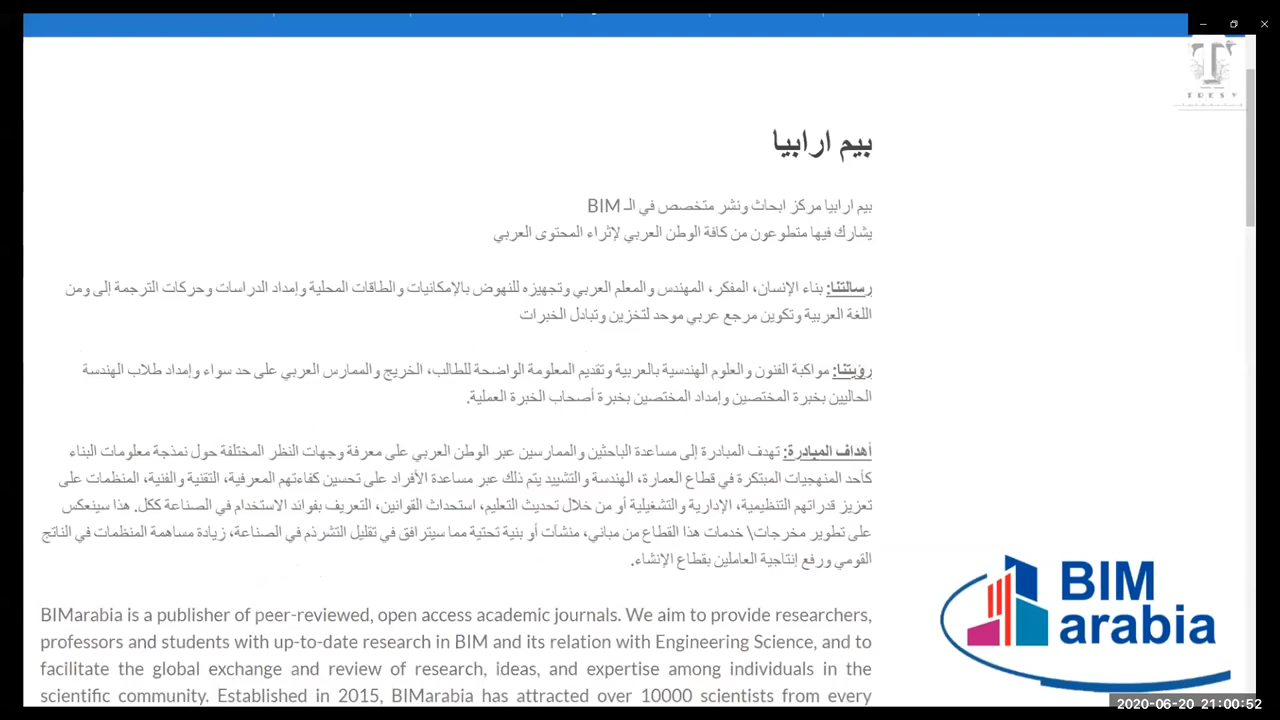 TRESY
بيم ارابيا
بيم ارابيا مركز ابحاث ونشر متخصص في الـ BIM
يشارك فيها متطوعون من كافة الوطن العربي لإثراء المحتوى العربي
رسالتنا: بناء الإنسان، المفكر، المهندس والمعلم العربي وتجهيزه للنهوض بالإمكانيات والطاقات المحلية وإمداد الدراسات وحركات الترجمة إلى ومن
اللغة العربية وتكوين مرجع عربي موحد لتخزين وتبادل الخبرات
رؤيتنا: مواكبة الفنون والعلوم الهندسية بالعربية وتقديم المعلومة الواضحة للطالب، الخريج والممارس العربي على حد سواء وإمداد طلاب الهندسة
الحاليين بخبرة المختصين وإمداد المختصين بخبرة أصحاب الخبرة العملية.
أهداف المبادرة: تهدف المبادرة إلى مساعدة الباحثين والممارسين عبر الوطن العربي على معرفة وجهات النظر المختلفة حول نمذجة معلومات البناء
كأحد المنهجيات المبتكرة في قطاع العمارة، الهندسة والتشييد يتم ذلك عبر مساعدة الأفراد على تحسين كفاءتهم المعرفية، التقنية والفنية، المنظمات على
تعزيز قدراتهم التنظيمية، الإدارية والتشغيلية أو من خلال تحديث التعليم، استحداث القوانين، التعريف بفوائد الاستخدام في الصناعة ككل. هذا سينعكس
على تطوير مخرجات\ خدمات هذا القطاع من مباني، منشآت أو بنية تحتية مما سيترافق في تقليل التشرذم في الصناعة، زيادة مساهمة المنظمات في الناتج
القومي ورفع إنتاجية العاملين بقطاع الإنشاء.
BIMarabia is a publisher of peer-reviewed, open access academic journals. We aim to provide researchers,
professors and students with up-to-date research in BIM and its relation with Engineering Science, and to
facilitate the global exchange and review of research, ideas, and expertise among individuals in the
scientific community. Established in 2015, BIMarabia has attracted over 10000 scientists from every
BIM
arabia
2020-06-20 21:00:52